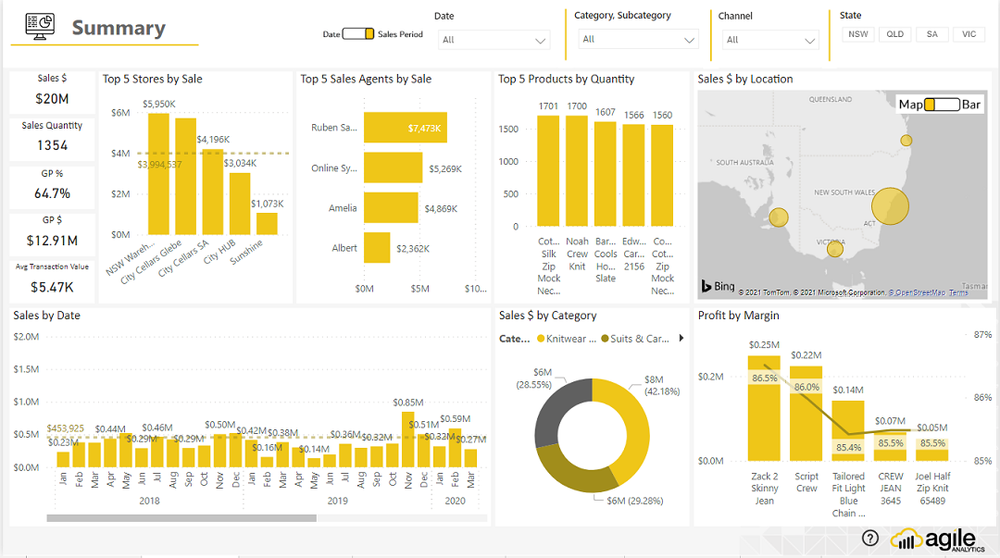 Summary
Date
Sales Period
Date
All
Category, Subcategory
All
Channel
All
State
NSW
QLD
SA
VIC
Sales $
$20M
Sales Quantity
1354
GP %
64.7%
GP $
$12.91M
Avg Transaction Value
$5.47K
Top 5 Stores by Sale
$6M
$4M
$2M
$0M
$5,950K
$4,196K
$3,994,537
$3,034K
$1,073K
NSW Wareh...
City Cellars Glebe
City Cellars SA
City HUB
Sunshine
Top 5 Sales Agents by Sale
Ruben Sa...
$7,473K
Online Sy...
$5,269K
Amelia
$4,869K
Albert
$2,362K
$0M
$5M
$10...
Top 5 Products by Quantity
1500
1000
500
0
1701
1700
1607
1566
1560
Cot...
Silk
Zip
Mock
Nec...
Noah
Crew
Knit
Bar...
Cools
Ho...
Slate
Edw...
Car...
2156
Co...
Cot...
Zip
Mock
Nec...
Sales $ by Location
Map
Bar
QUEENSLAND
SOUTH AUSTRALIA
NEW SOUTH WALES
ACT
VICTORIA
Tasman
Bing
© 2021 TomTom, © 2021 Microsoft Corporation, © OpenStreetMap Terms
Sales by Date
$2.0M
$1.5M
$1.0M
$0.5M
$0.0M
$453,925
$0.23M
$0.44M
$0.29M
$0.46M
$0.29M
$0.50M
$0.42M
$0.16M
$0.38M
$0.14M
$0.36M
$0.32M
$0.85M
$0.51M
$0.32M
$0.59M
$0.27M
Jan
Feb
Mar
Apr
May
Jun
Jul
Aug
Sep
Oct
Nov
Dec
Jan
Feb
Mar
Apr
May
Jun
Jul
Aug
Sep
Oct
Nov
Dec
Jan
Feb
Mar
2018
2019
2020
Sales $ by Category
Cate...
Knitwear ...
Suits & Car...
$6M
(28.55%)
$8M
(42.18%)
$6M (29.28%)
Profit by Margin
$0.2M
$0.0M
87%
86%
85%
$0.25M
$0.22M
$0.14M
$0.07M
$0.05M
86.5%
86.0%
85.4%
85.5%
85.5%
Zack 2
Skinny
Jean
Script
Crew
Tailored
Fit Light
Blue
Chain ...
CREW
JEAN
3645
Joel Half
Zip Knit
65489
?
agile
ANALYTICS